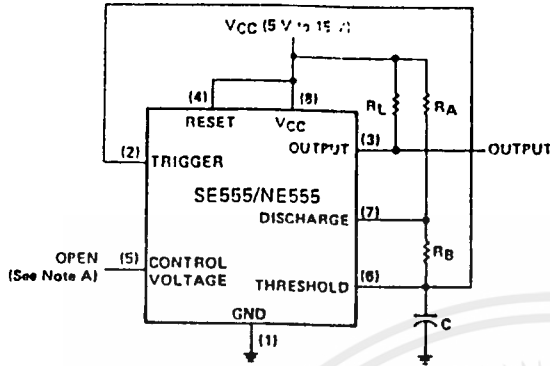 VCC (5 V to 15 V)
(4)
(8)
RESET
VCC
RL
RA
(2)
TRIGGER
OUTPUT
(3)
OUTPUT
SE555/NE555
DISCHARGE
(7)
OPEN
(See Note A)
(5)
CONTROL
VOLTAGE
RB
THRESHOLD
(6)
GND
(1)
C